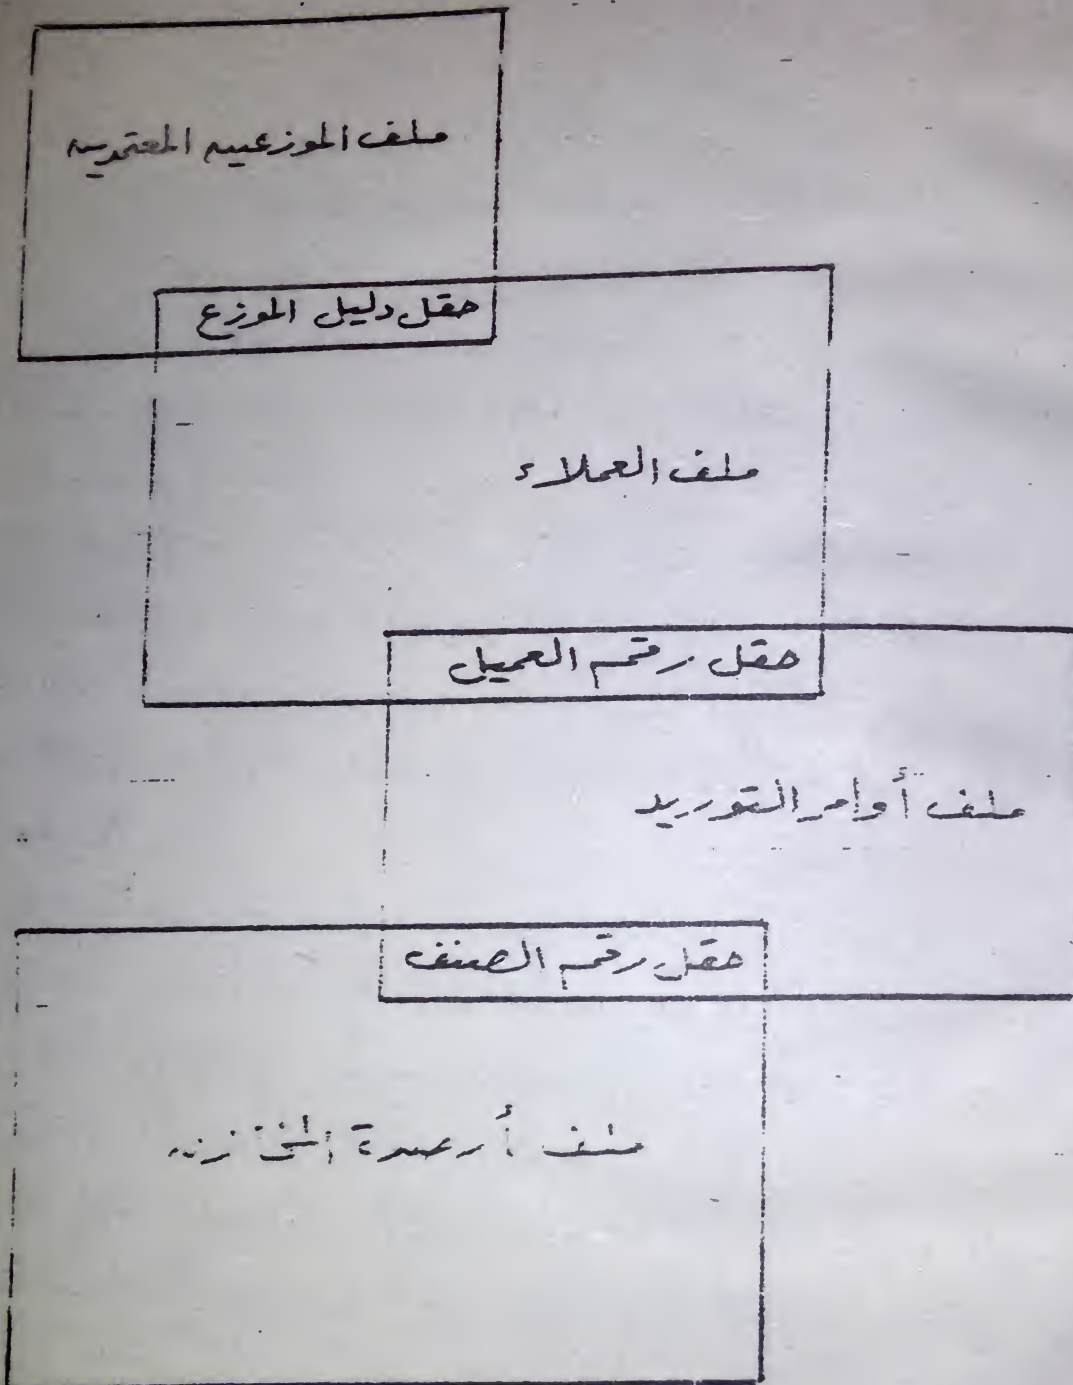 ملف الموزعين المعتمدين
حقل دليل الموزع
ملف العملاء
حقل رقم العميل
ملف أوامر التوريد
حقل رقم الصنف
ملف أرصدة المخازن